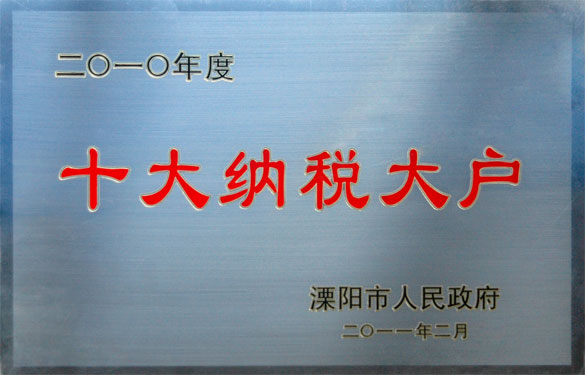 二〇一〇年度
十大纳税大户
溧阳市人民政府
二〇一一年二月